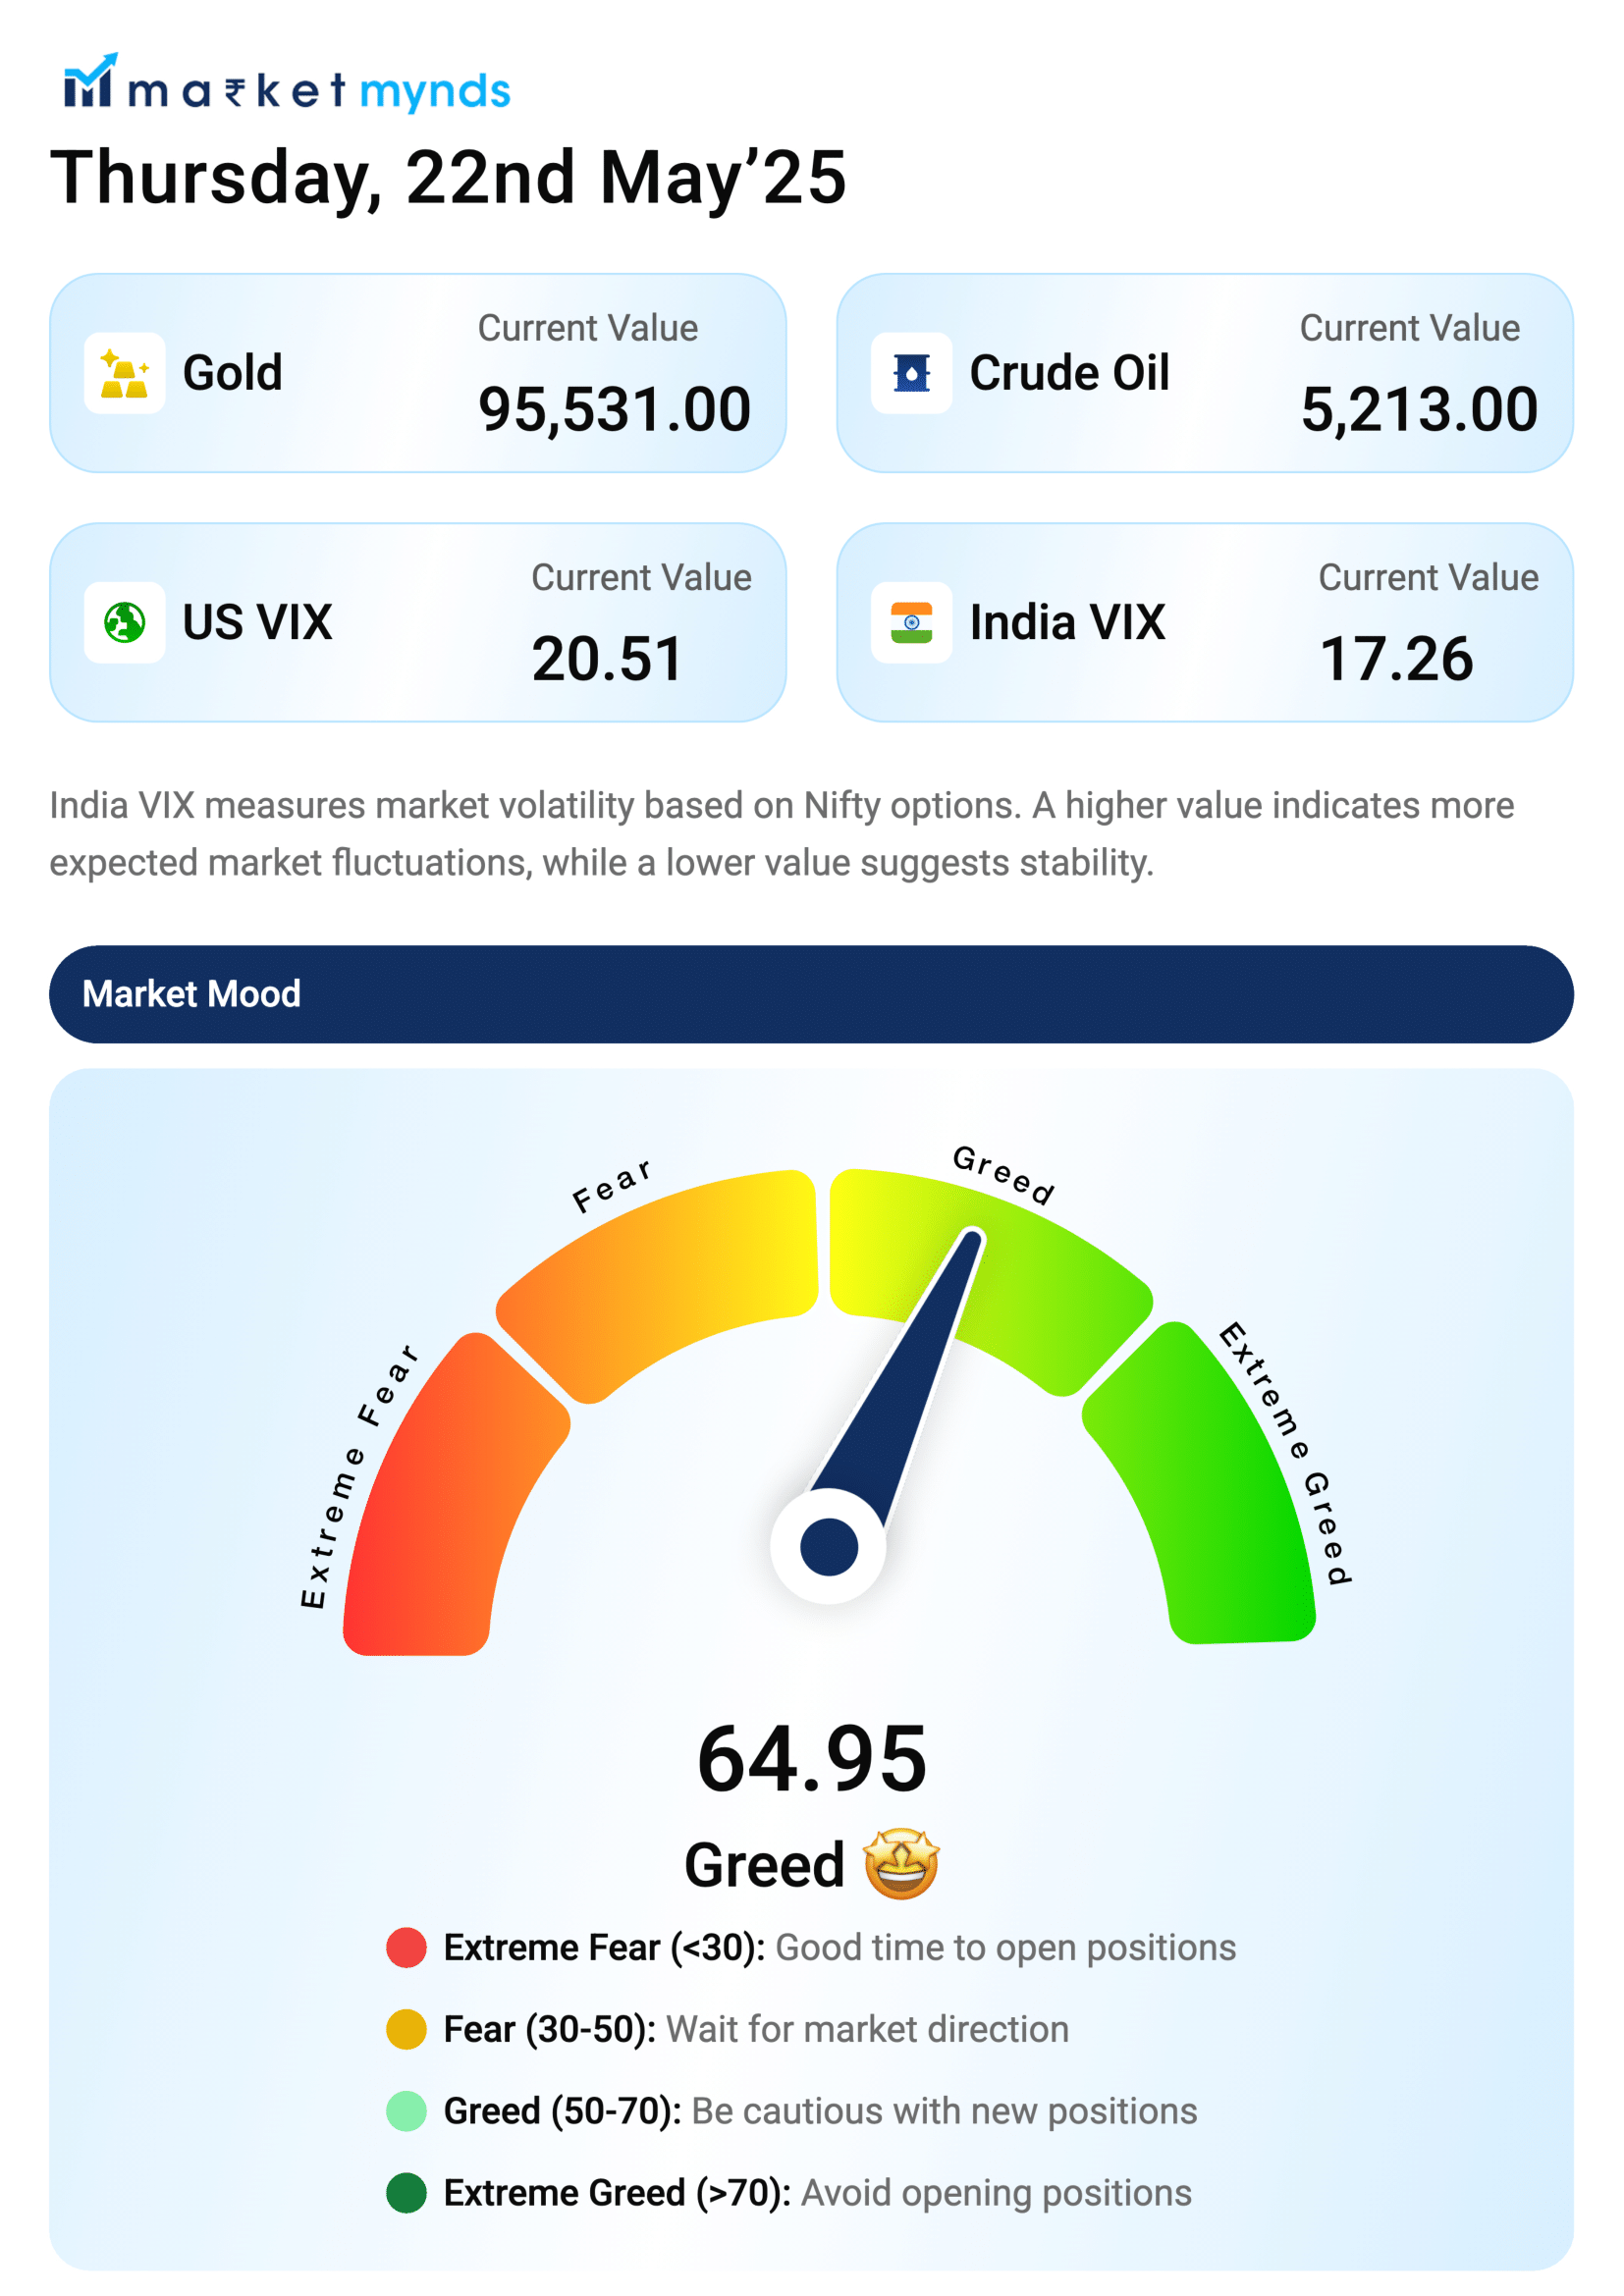 ma₹ket mynds
Thursday, 22nd May’25
Gold
Current Value
95,531.00
Crude Oil
Current Value
5,213.00
US VIX
Current Value
20.51
India VIX
Current Value
17.26
India VIX measures market volatility based on Nifty options. A higher value indicates more
expected market fluctuations, while a lower value suggests stability.
Market Mood
Extreme Fear
Fear
Greed
Extreme Greed
64.95
Greed 🤩
Extreme Fear (<30): Good time to open positions
Fear (30-50): Wait for market direction
Greed (50-70): Be cautious with new positions
Extreme Greed (>70): Avoid opening positions